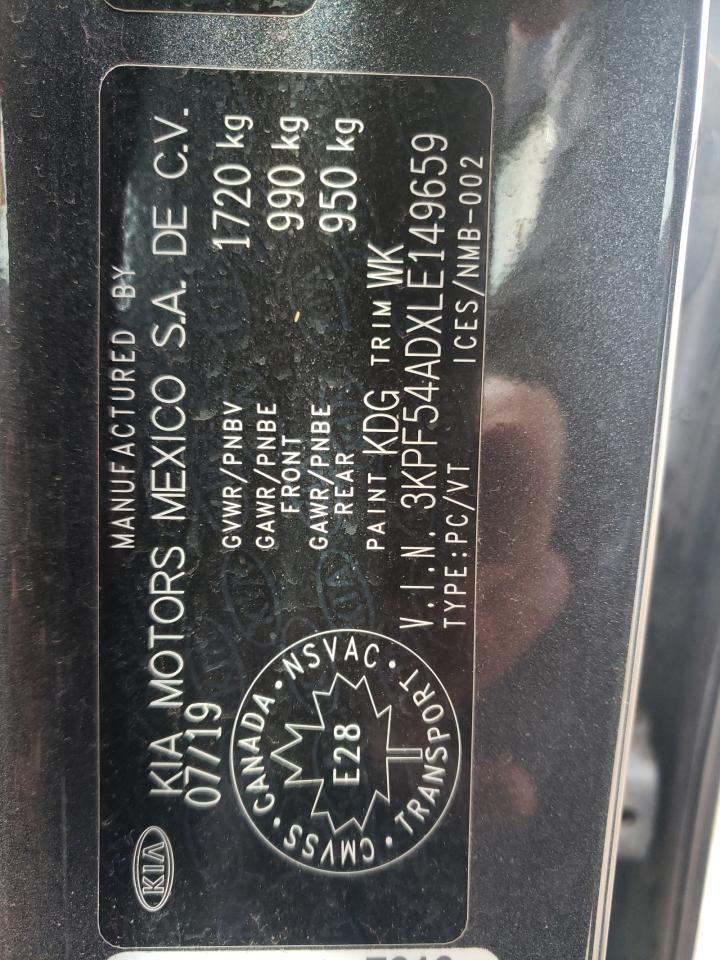 KIA
MANUFACTURED BY
KIA MOTORS MEXICO S.A. DE C.V.
07/19
GVWR/PNBV 1720 kg
GAWR/PNBE FRONT 990 kg
GAWR/PNBE REAR 950 kg
PAINT KDG TRIM WK
V.I.N. 3KPF54ADXLE149659
TYPE:PC/VT ICES/NMB-002
CANADA • NSVAC • TRANSPORT • CMVSS •
E28